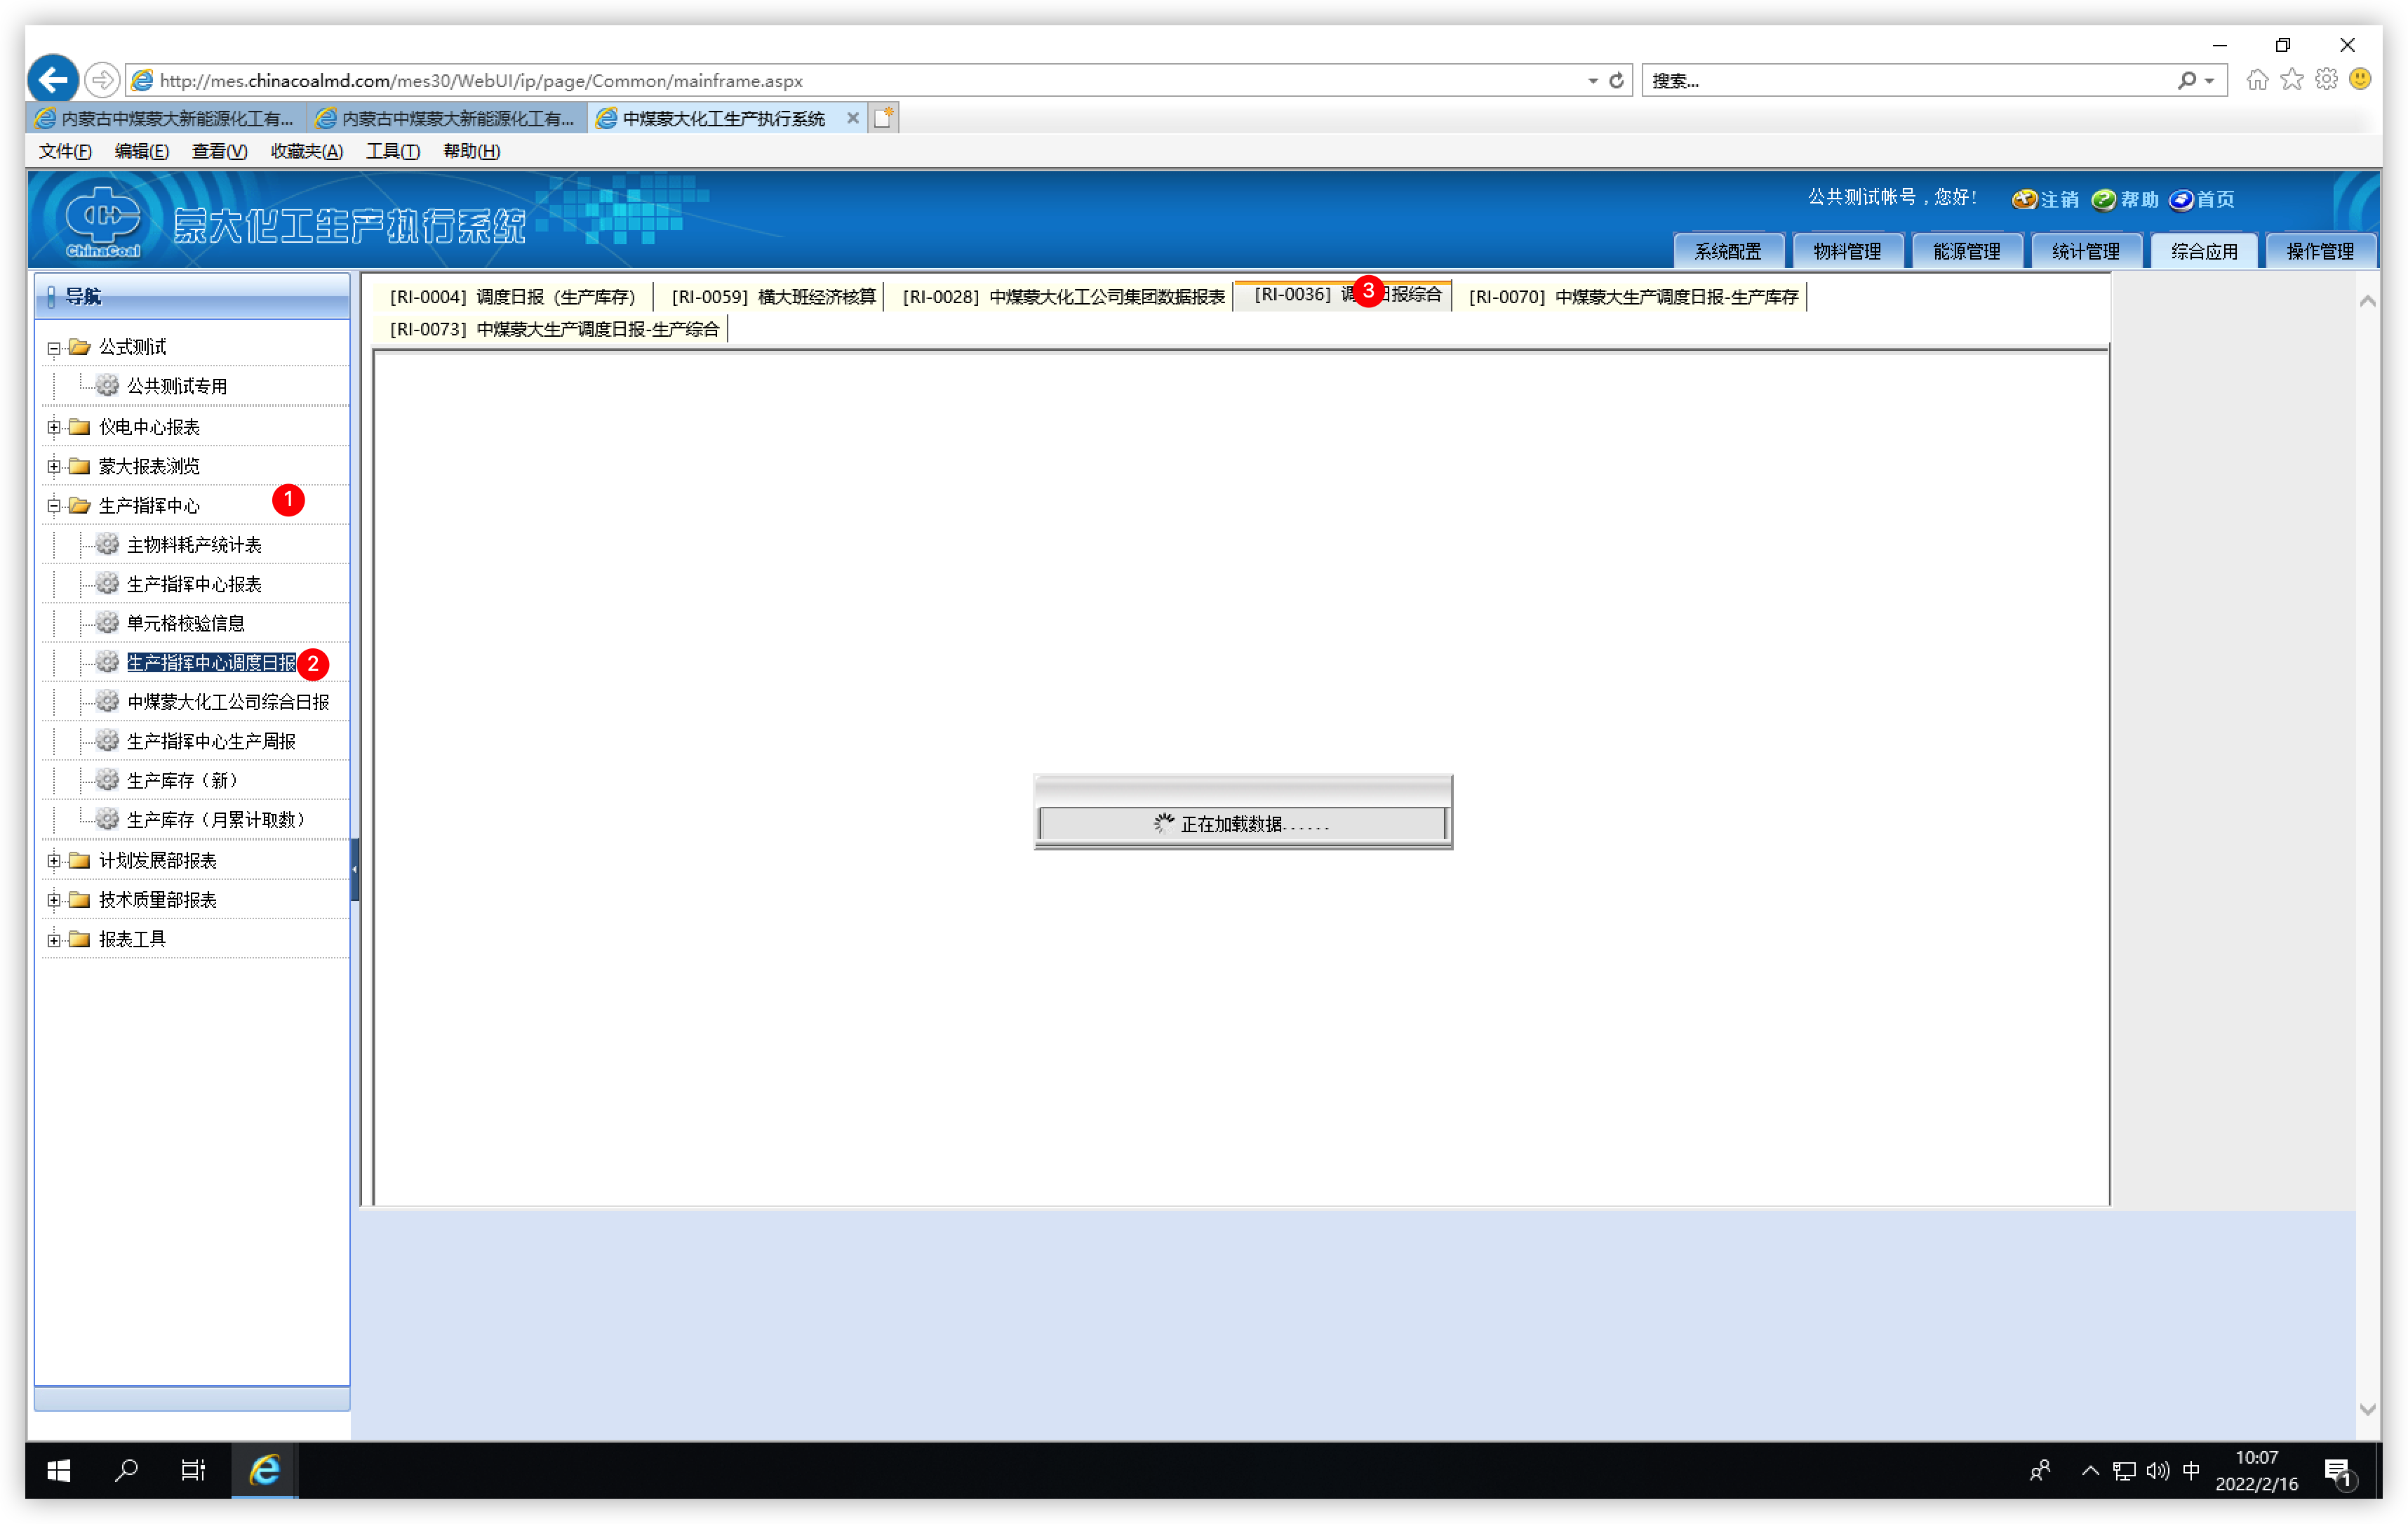 http://mes.chinacoalmd.com/mes30/WebUI/ip/page/Common/mainframe.aspx
搜索...
内蒙古中煤蒙大新能源化工有...
内蒙古中煤蒙大新能源化工有...
中煤蒙大化工生产执行系统
文件(F) 编辑(E) 查看(V) 收藏夹(A) 工具(T) 帮助(H)
ChinaCoal
蒙大化工生产执行系统
公共测试帐号，您好！ 注销 帮助 首页
系统配置 物料管理 能源管理 统计管理 综合应用 操作管理
导航
公式测试
公共测试专用
仪电中心报表
蒙大报表浏览
生产指挥中心 1
主物料耗产统计表
生产指挥中心报表
单元格校验信息
生产指挥中心调度日报 2
中煤蒙大化工公司综合日报
生产指挥中心生产周报
生产库存（新）
生产库存（月累计取数）
计划发展部报表
技术质量部报表
报表工具
[RI-0004] 调度日报（生产库存） [RI-0059] 横大班经济核算 [RI-0028] 中煤蒙大化工公司集团数据报表 [RI-0036] 调 3 日报综合 [RI-0070] 中煤蒙大生产调度日报-生产库存
[RI-0073] 中煤蒙大生产调度日报-生产综合
正在加载数据......
中
10:07
2022/2/16
1